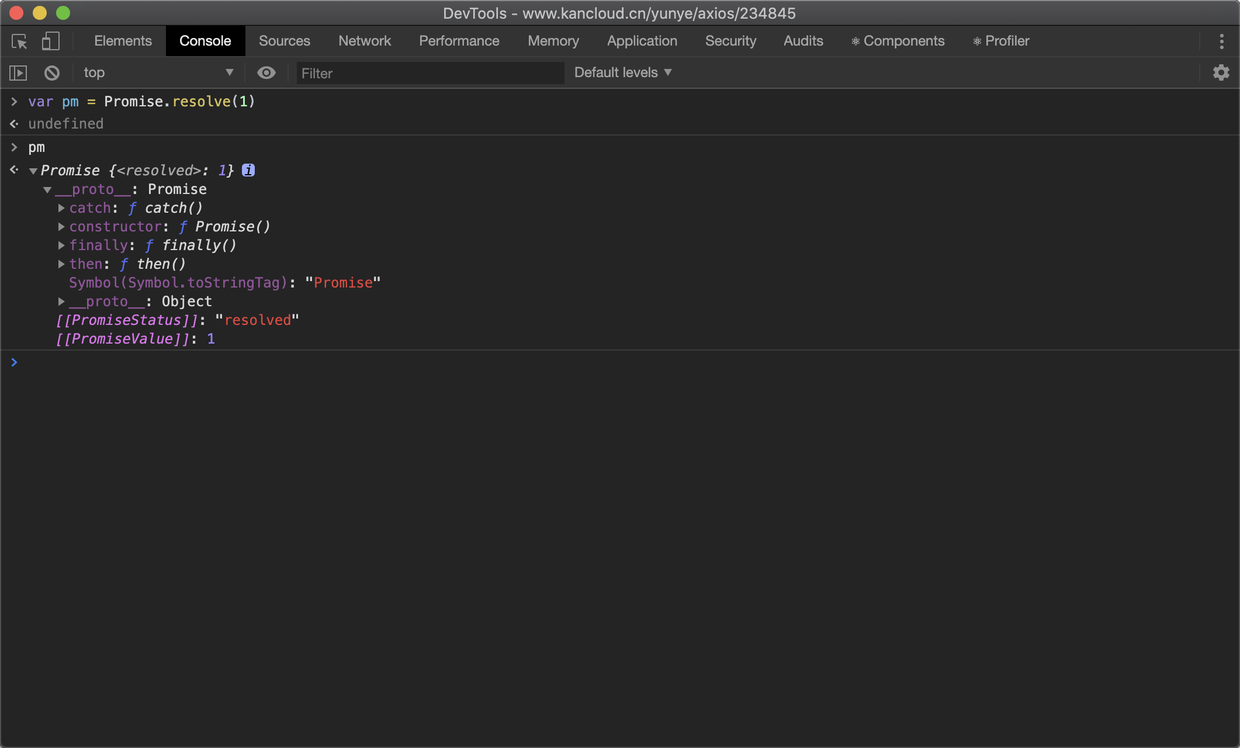 DevTools - www.kancloud.cn/yunye/axios/234845
Elements Console Sources Network Performance Memory Application Security Audits ⚛ Components ⚛ Profiler
top Filter Default levels
var pm = Promise.resolve(1)
undefined
pm
Promise {<resolved>: 1} i
__proto__: Promise
catch: ƒ catch()
constructor: ƒ Promise()
finally: ƒ finally()
then: ƒ then()
Symbol(Symbol.toStringTag): "Promise"
__proto__: Object
[[PromiseStatus]]: "resolved"
[[PromiseValue]]: 1